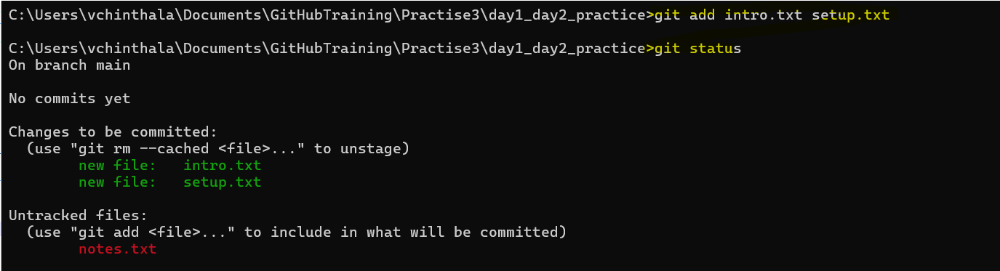 C:\Users\vchinthala\Documents\GitHubTraining\Practise3\day1_day2_practice>git add intro.txt setup.txt
C:\Users\vchinthala\Documents\GitHubTraining\Practise3\day1_day2_practice>git status
On branch main
No commits yet
Changes to be committed:
  (use "git rm --cached <file>..." to unstage)
        new file:   intro.txt
        new file:   setup.txt
Untracked files:
  (use "git add <file>..." to include in what will be committed)
        notes.txt